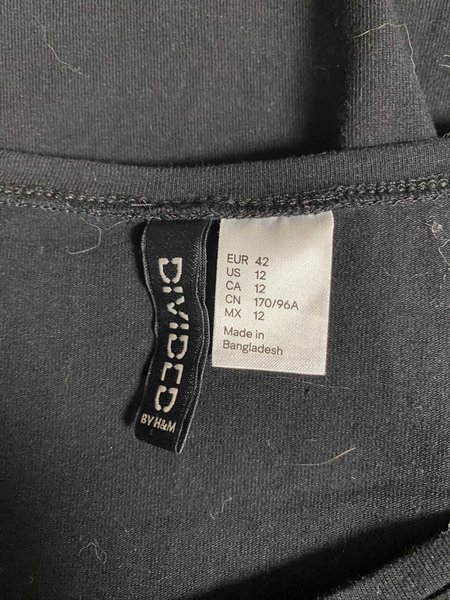 DIVIDED
BY H&M
EUR 42
US 12
CA 12
CN 170/96A
MX 12
Made in
Bangladesh